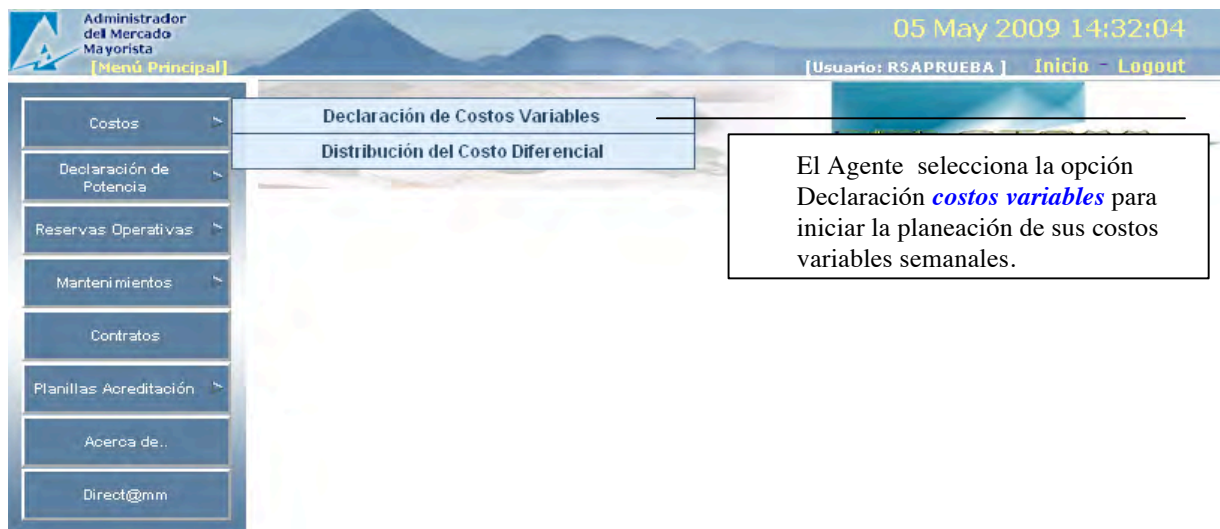 Administrador
del Mercado
Mayorista
[Menú Principal]
05 May 2009 14:32:04
[Usuario: RSAPRUEBA ] Inicio - Logout
Costos
Declaración de Costos Variables
Distribución del Costo Diferencial
Declaración de
Potencia
Reservas Operativas
Mantenimientos
Contratos
Planillas Acreditación
Acerca de..
Direct@mm
El Agente selecciona la opción
Declaración costos variables para
iniciar la planeación de sus costos
variables semanales.